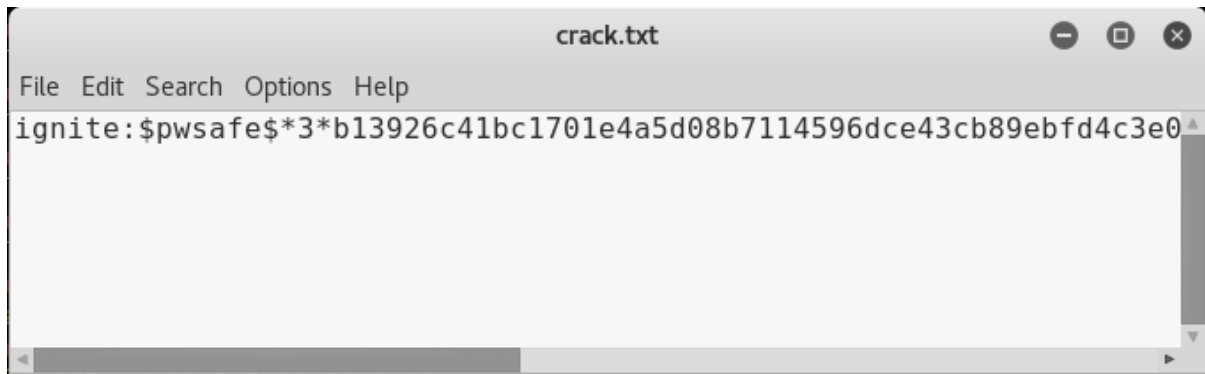 crack.txt
File Edit Search Options Help
ignite:$pwsafe$*3*b13926c41bc1701e4a5d08b7114596dce43cb89ebfd4c3e0